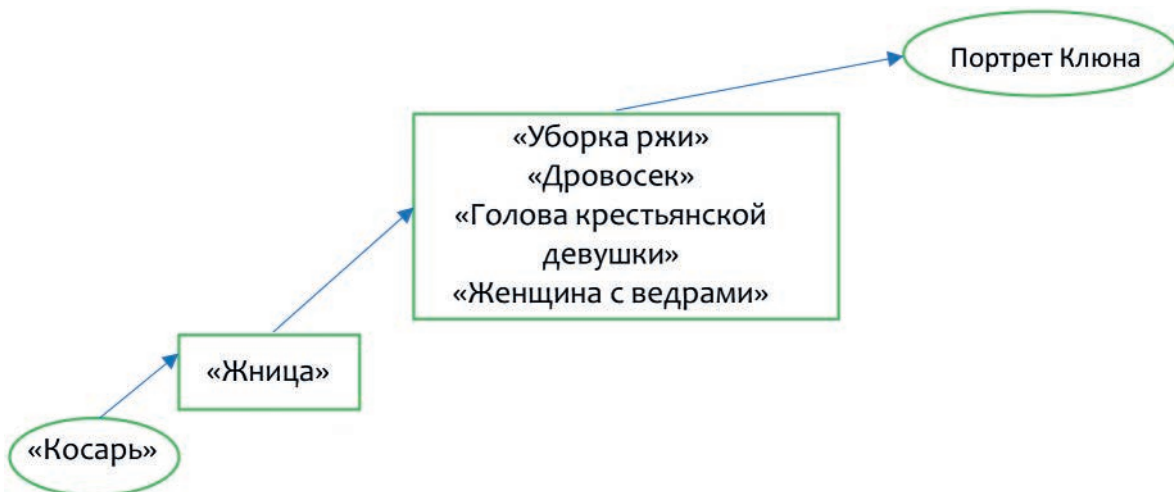 Портрет Клюна
«Уборка ржи»
«Дровосек»
«Голова крестьянской
девушки»
«Женщина с ведрами»
«Жница»
«Косарь»